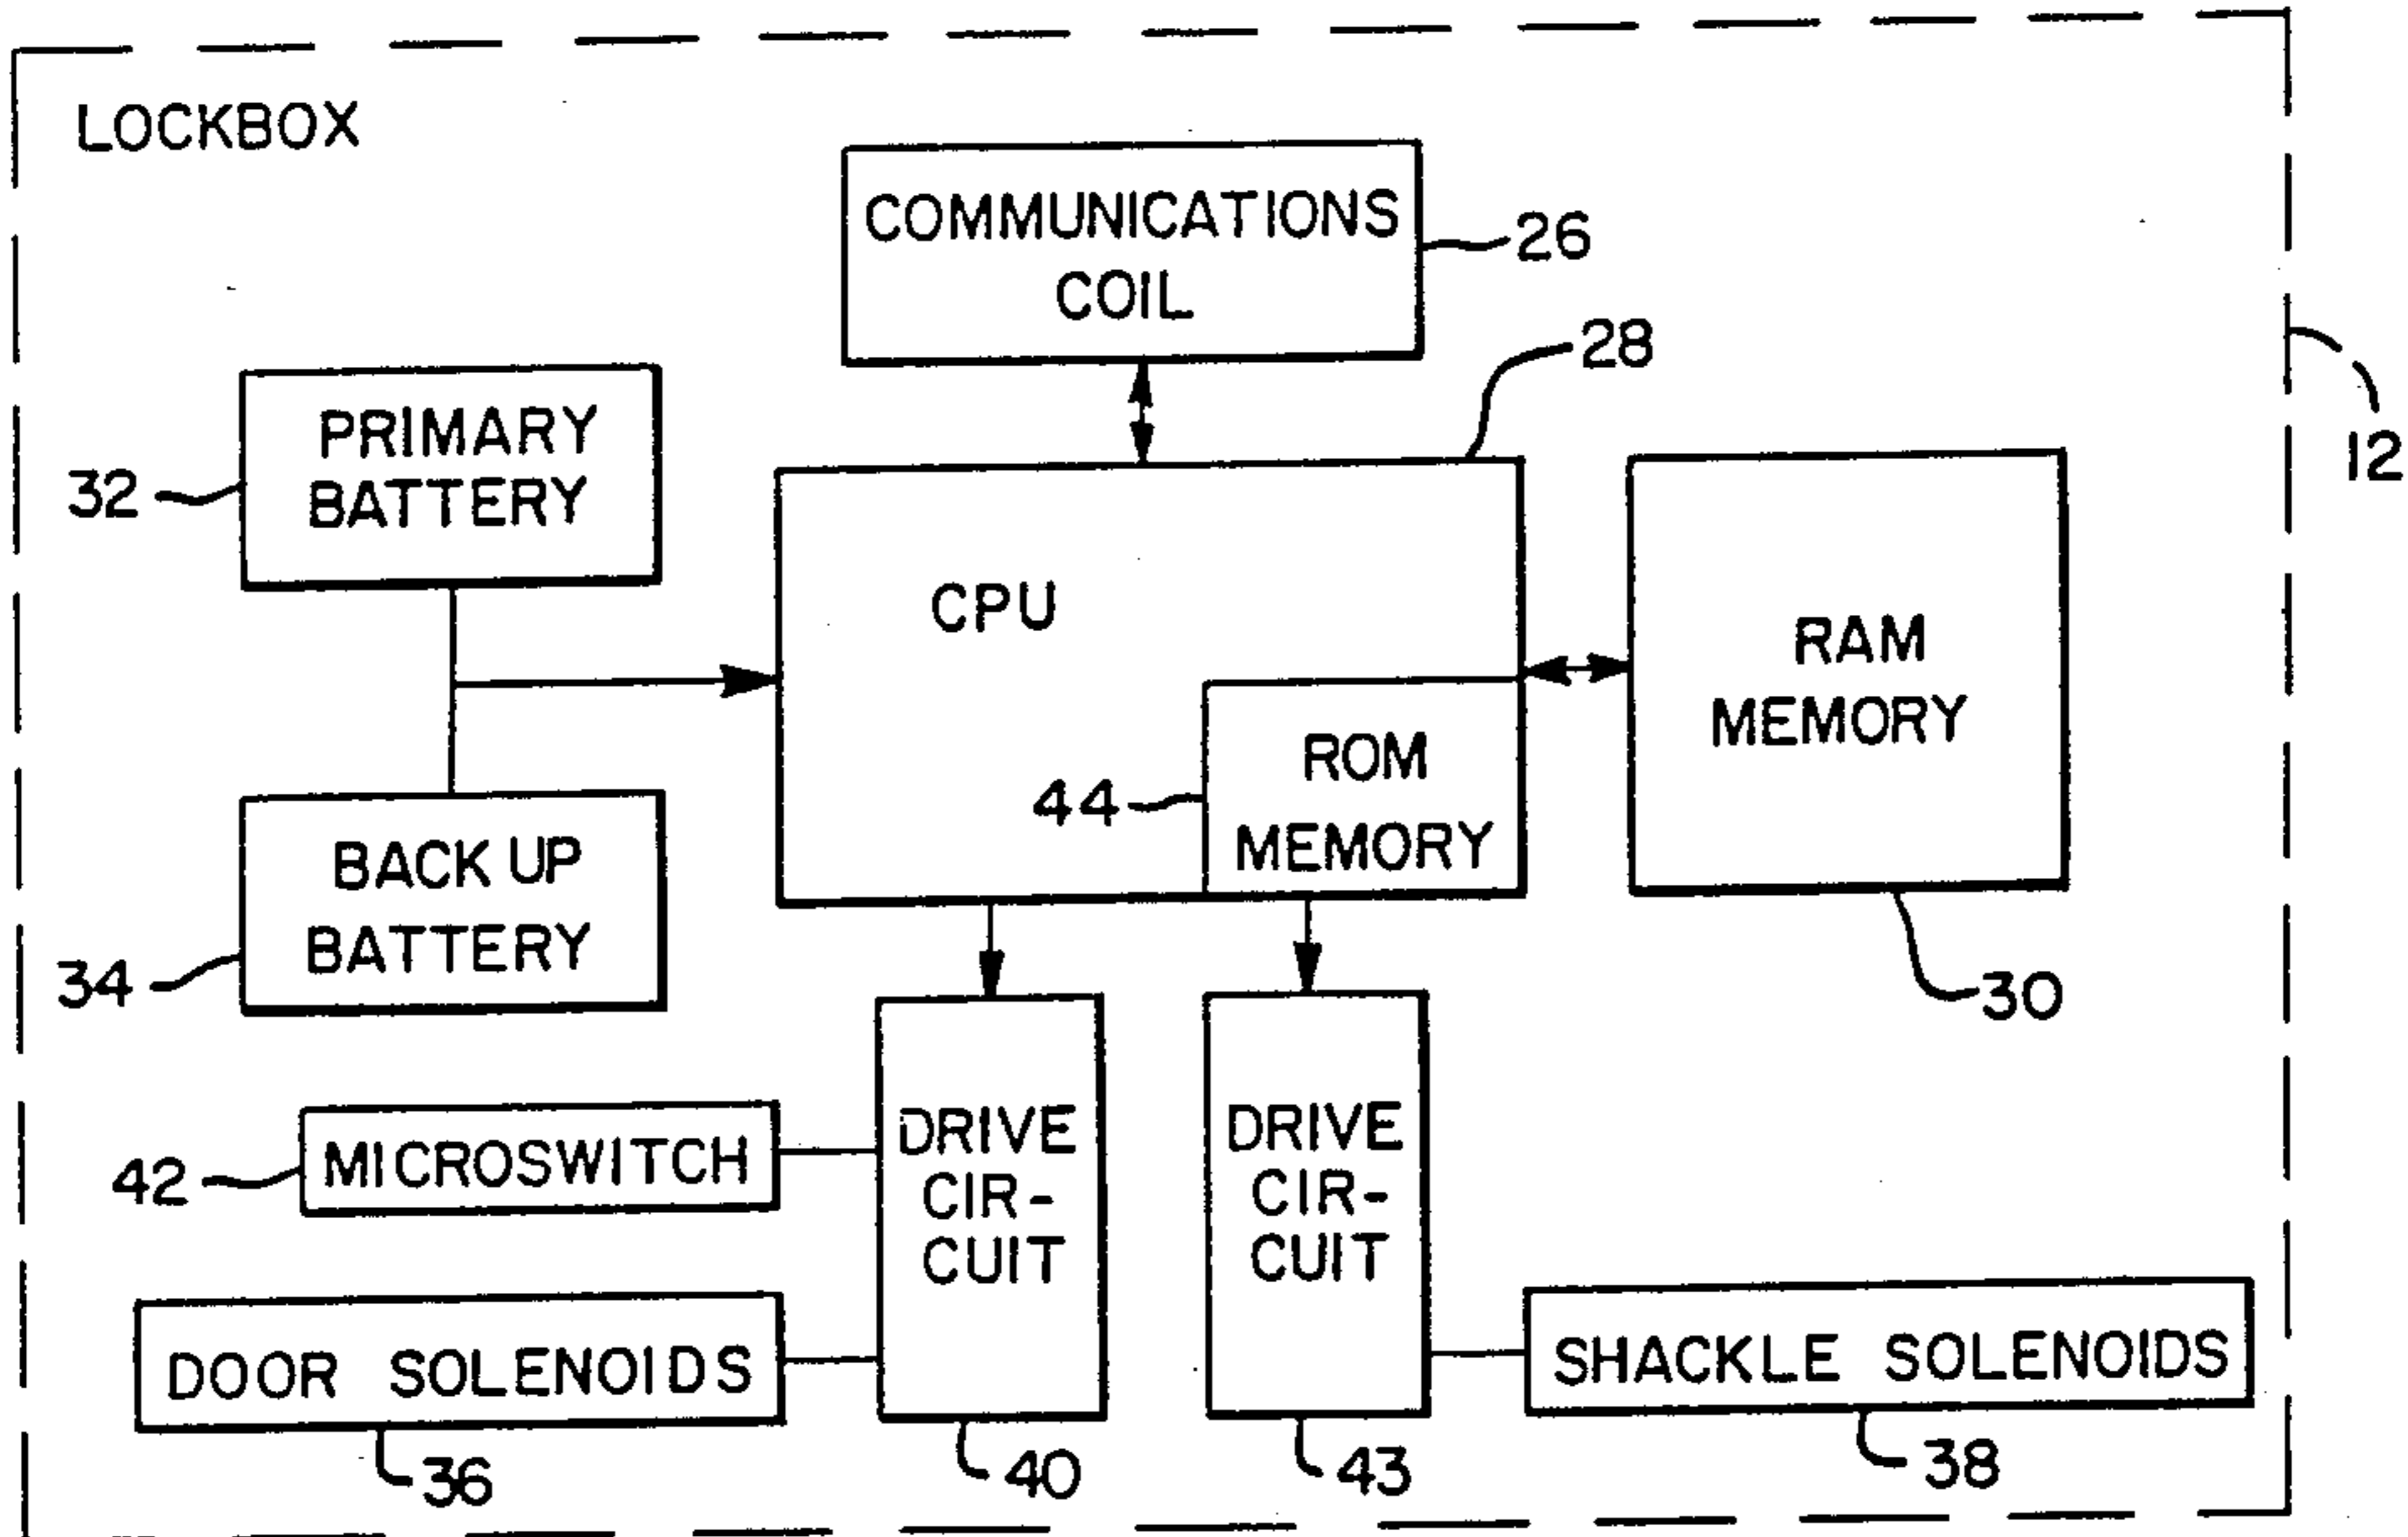 LOCKBOX
COMMUNICATIONS
COIL
26
28
12
PRIMARY
BATTERY
32
CPU
RAM
MEMORY
30
ROM
MEMORY
44
BACK UP
BATTERY
34
MICROSWITCH
42
DRIVE
CIR-
CUIT
40
DRIVE
CIR-
CUIT
43
DOOR SOLENOIDS
36
SHACKLE SOLENOIDS
38